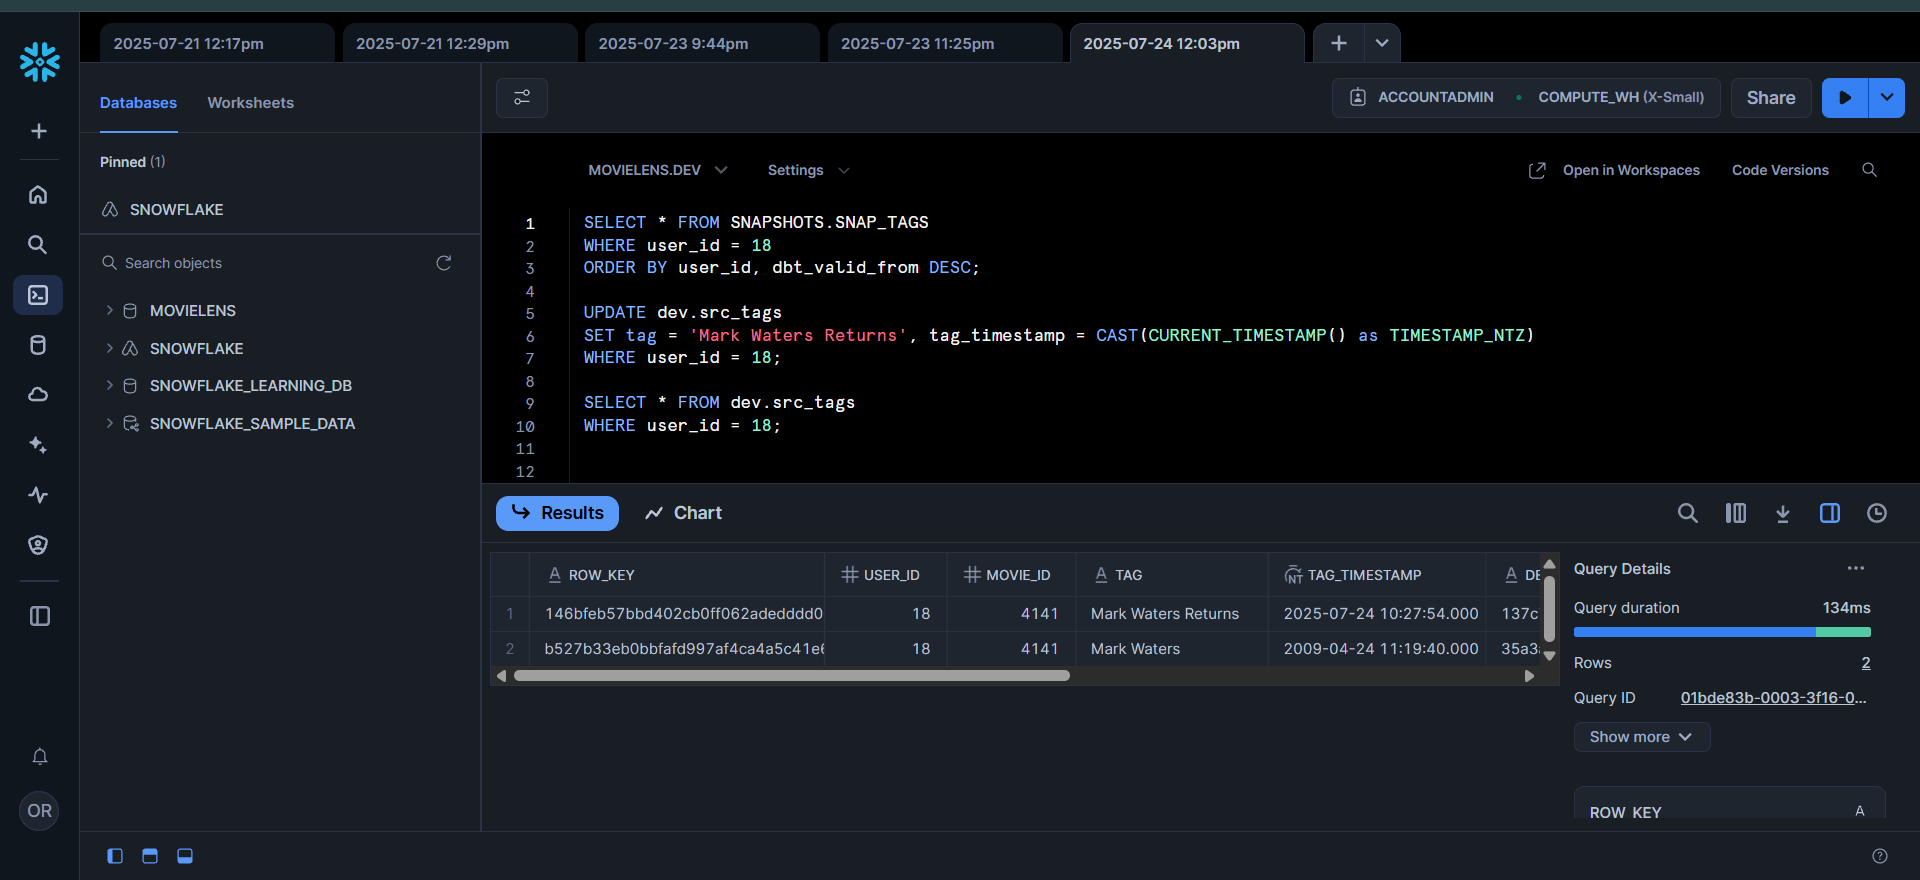 2025-07-21 12:17pm
2025-07-21 12:29pm
2025-07-23 9:44pm
2025-07-23 11:25pm
2025-07-24 12:03pm
Databases
Worksheets
ACCOUNTADMIN
COMPUTE_WH (X-Small)
Share
Pinned (1)
SNOWFLAKE
Search objects
MOVIELENS
SNOWFLAKE
SNOWFLAKE_LEARNING_DB
SNOWFLAKE_SAMPLE_DATA
OR
MOVIELENS.DEV
Settings
Open in Workspaces
Code Versions
1 SELECT * FROM SNAPSHOTS.SNAP_TAGS
2 WHERE user_id = 18
3 ORDER BY user_id, dbt_valid_from DESC;
4
5 UPDATE dev.src_tags
6 SET tag = 'Mark Waters Returns', tag_timestamp = CAST(CURRENT_TIMESTAMP() as TIMESTAMP_NTZ)
7 WHERE user_id = 18;
8
9 SELECT * FROM dev.src_tags
10 WHERE user_id = 18;
11
12
Results
Chart
A ROW_KEY # USER_ID # MOVIE_ID A TAG NT TAG_TIMESTAMP A DE
1 146bfeb57bbd402cb0ff062adedddd0 18 4141 Mark Waters Returns 2025-07-24 10:27:54.000 137c
2 b527b33eb0bbfafd997af4ca4a5c41e6 18 4141 Mark Waters 2009-04-24 11:19:40.000 35a3
Query Details
...
Query duration 134ms
Rows 2
Query ID 01bde83b-0003-3f16-0...
Show more
ROW_KEY A